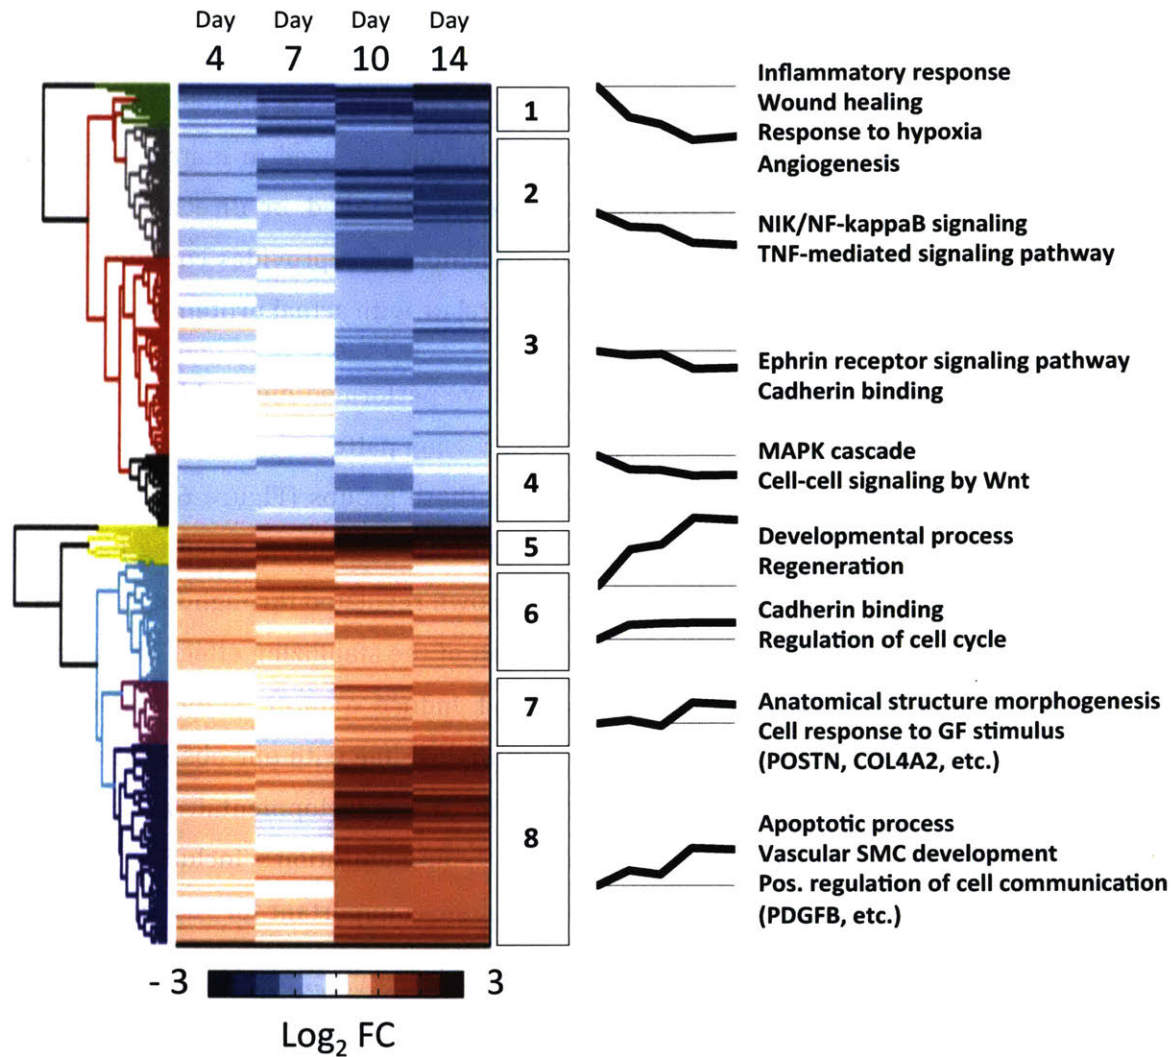 Day Day Day Day
4 7 10 14
1
Inflammatory response
Wound healing
Response to hypoxia
Angiogenesis
2
NIK/NF-kappaB signaling
TNF-mediated signaling pathway
3
Ephrin receptor signaling pathway
Cadherin binding
4
MAPK cascade
Cell-cell signaling by Wnt
5
Developmental process
Regeneration
6
Cadherin binding
Regulation of cell cycle
7
Anatomical structure morphogenesis
Cell response to GF stimulus
(POSTN, COL4A2, etc.)
8
Apoptotic process
Vascular SMC development
Pos. regulation of cell communication
(PDGFB, etc.)
- 3 3
Log₂ FC